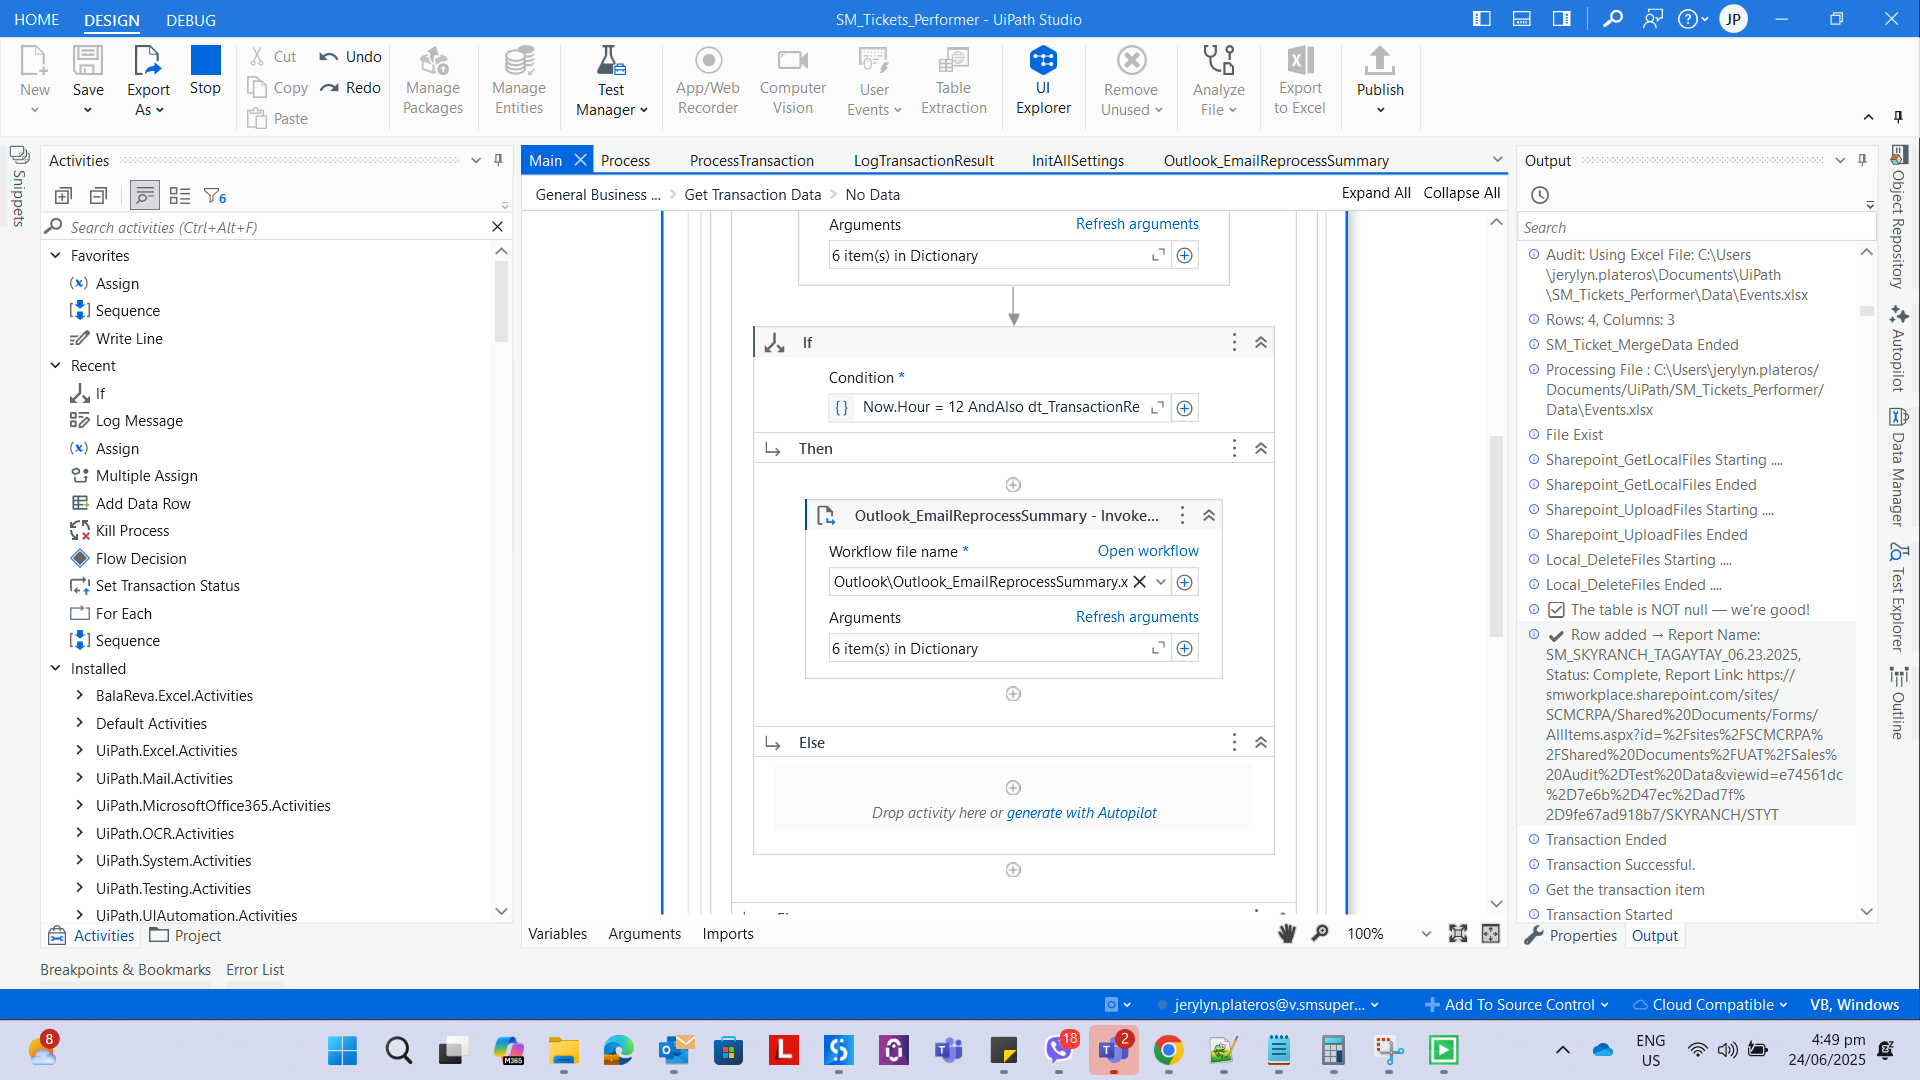 HOME
DESIGN
DEBUG
SM_Tickets_Performer - UiPath Studio
JP
New
Save
Export
As
Stop
Cut
Copy
Paste
Undo
Redo
Manage
Packages
Manage
Entities
Test
Manager
App/Web
Recorder
Computer
Vision
User
Events
Table
Extraction
UI
Explorer
Remove
Unused
Analyze
File
Export
to Excel
Publish
Snippets
Activities
6
Search activities (Ctrl+Alt+F)
Favorites
Assign
Sequence
Write Line
Recent
If
Log Message
Assign
Multiple Assign
Add Data Row
Kill Process
Flow Decision
Set Transaction Status
For Each
Sequence
Installed
BalaReva.Excel.Activities
Default Activities
UiPath.Excel.Activities
UiPath.Mail.Activities
UiPath.MicrosoftOffice365.Activities
UiPath.OCR.Activities
UiPath.System.Activities
UiPath.Testing.Activities
UiPath.UIAutomation.Activities
Activities
Project
Breakpoints & Bookmarks
Error List
Main
Process
ProcessTransaction
LogTransactionResult
InitAllSettings
Outlook_EmailReprocessSummary
General Business ...
Get Transaction Data
No Data
Expand All
Collapse All
Arguments
Refresh arguments
6 item(s) in Dictionary
If
Condition *
Now.Hour = 12 AndAlso dt_TransactionRe
Then
Outlook_EmailReprocessSummary - Invoke...
Workflow file name *
Open workflow
Outlook\Outlook_EmailReprocessSummary.x
Arguments
Refresh arguments
6 item(s) in Dictionary
Else
Drop activity here or generate with Autopilot
Variables
Arguments
Imports
100%
Output
Search
Audit: Using Excel File: C:\Users
\jerylyn.plateros\Documents\UiPath
\SM_Tickets_Performer\Data\Events.xlsx
Rows: 4, Columns: 3
SM_Ticket_MergeData Ended
Processing File : C:\Users\jerylyn.plateros/
Documents/UiPath/SM_Tickets_Performer/
Data\Events.xlsx
File Exist
Sharepoint_GetLocalFiles Starting ....
Sharepoint_GetLocalFiles Ended
Sharepoint_UploadFiles Starting ....
Sharepoint_UploadFiles Ended
Local_DeleteFiles Starting ....
Local_DeleteFiles Ended ....
The table is NOT null — we're good!
Row added → Report Name:
SM_SKYRANCH_TAGAYTAY_06.23.2025,
Status: Complete, Report Link: https://
smworkplace.sharepoint.com/sites/
SCMCRPA/Shared%20Documents/Forms/
AllItems.aspx?id=%2Fsites%2FSCMCRPA%
2FShared%20Documents%2FUAT%2FSales%
20Audit%2DTest%20Data&viewid=e74561dc
%2D7e6b%2D47ec%2Dad7f%
2D9fe67ad918b7/SKYRANCH/STYT
Transaction Ended
Transaction Successful.
Get the transaction item
Transaction Started
Properties
Output
Object Repository
Autopilot
Data Manager
Test Explorer
Outline
jerylyn.plateros@v.smsuper...
Add To Source Control
Cloud Compatible
VB, Windows
8
M365
L
18
2
ENG
US
4:49 pm
24/06/2025